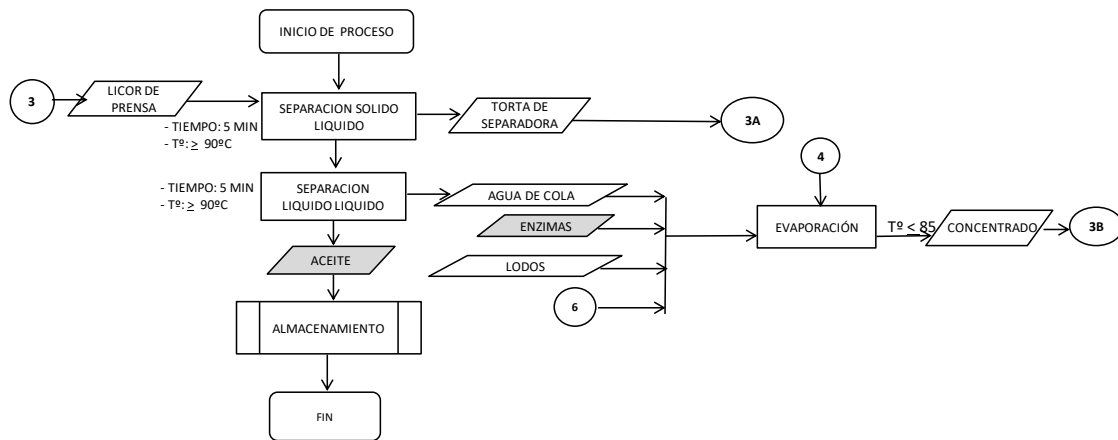 INICIO DE PROCESO
3
LICOR DE
PRENSA
SEPARACION SOLIDO
LIQUIDO
TORTA DE
SEPARADORA
3A
- TIEMPO: 5 MIN
- Tº: ≥ 90ºC
4
- TIEMPO: 5 MIN
- Tº: ≥ 90ºC
SEPARACION
LIQUIDO LIQUIDO
AGUA DE COLA
ENZIMAS
EVAPORACIÓN
Tº ≤ 85
CONCENTRADO
3B
ACEITE
LODOS
6
ALMACENAMIENTO
FIN